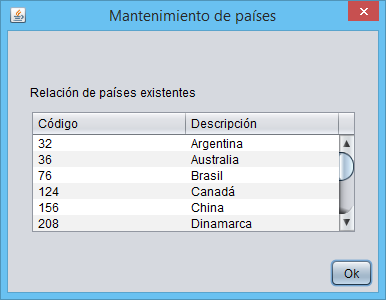 Mantenimiento de países
Relación de países existentes
Código Descripción
32 Argentina
36 Australia
76 Brasil
124 Canadá
156 China
208 Dinamarca
Ok